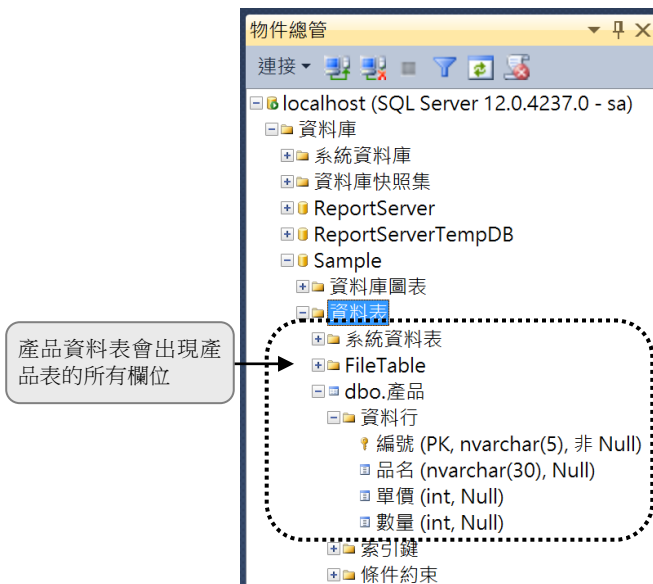 物件總管
連接
localhost (SQL Server 12.0.4237.0 - sa)
資料庫
系統資料庫
資料庫快照集
ReportServer
ReportServerTempDB
Sample
資料庫圖表
資料表
系統資料表
FileTable
dbo.產品
資料行
編號 (PK, nvarchar(5), 非 Null)
品名 (nvarchar(30), Null)
單價 (int, Null)
數量 (int, Null)
索引鍵
條件約束
產品資料表會出現產
品表的所有欄位